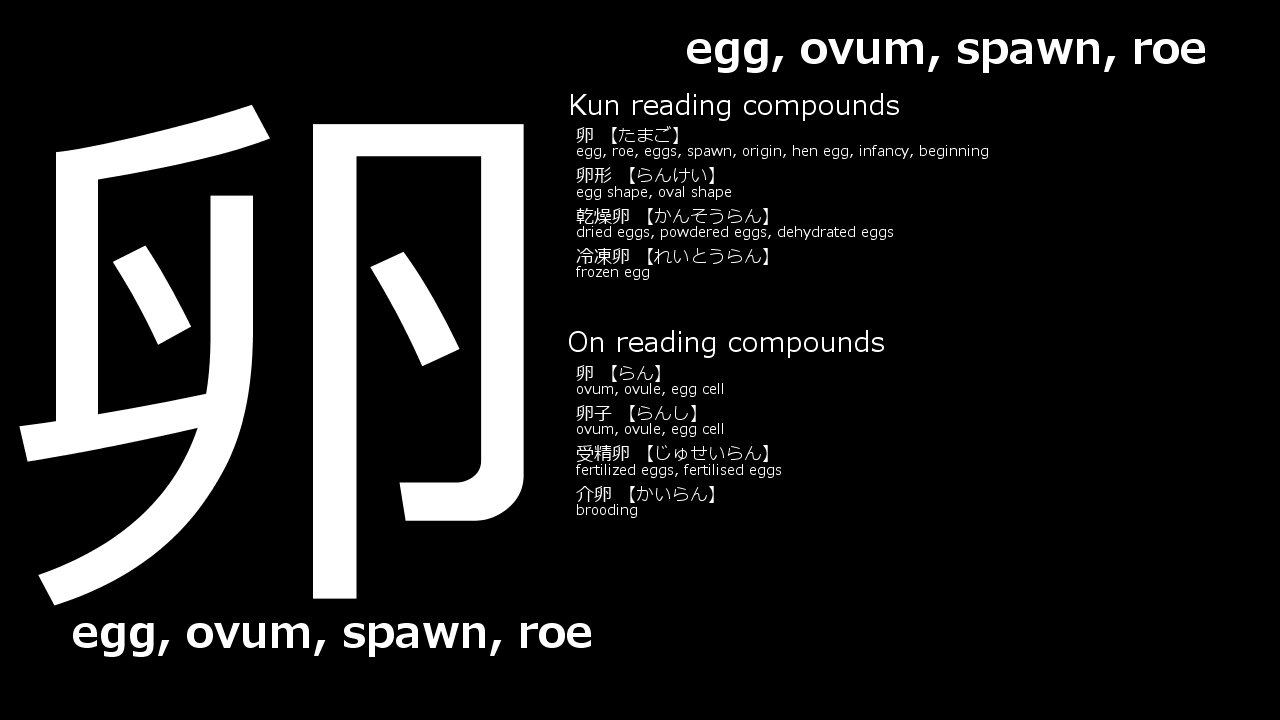 egg, ovum, spawn, roe
卵
Kun reading compounds
卵 【たまご】
egg, roe, eggs, spawn, origin, hen egg, infancy, beginning
卵形 【らんけい】
egg shape, oval shape
乾燥卵 【かんそうらん】
dried eggs, powdered eggs, dehydrated eggs
冷凍卵 【れいとうらん】
frozen egg
On reading compounds
卵 【らん】
ovum, ovule, egg cell
卵子 【らんし】
ovum, ovule, egg cell
受精卵 【じゅせいらん】
fertilized eggs, fertilised eggs
介卵 【かいらん】
brooding
egg, ovum, spawn, roe